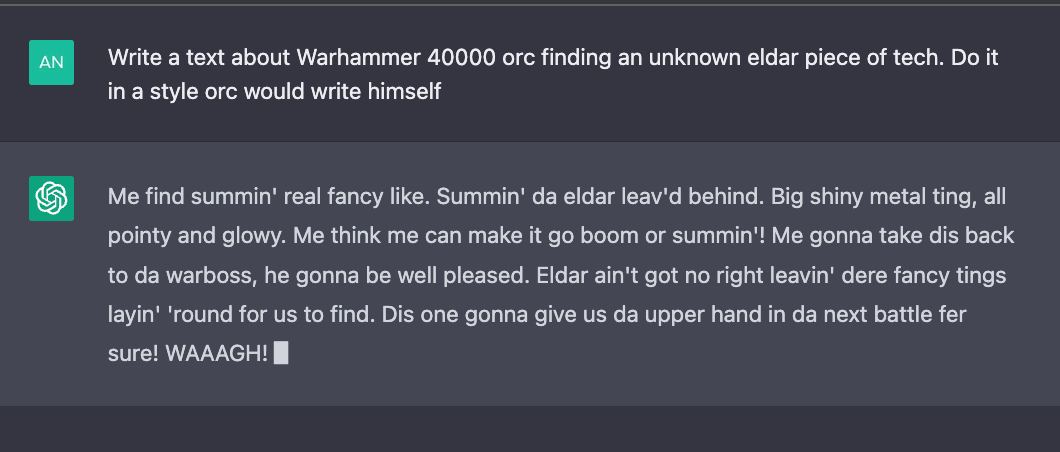 AN
Write a text about Warhammer 40000 orc finding an unknown eldar piece of tech. Do it
in a style orc would write himself
Me find summin' real fancy like. Summin' da eldar leav'd behind. Big shiny metal ting, all
pointy and glowy. Me think me can make it go boom or summin'! Me gonna take dis back
to da warboss, he gonna be well pleased. Eldar ain't got no right leavin' dere fancy tings
layin' 'round for us to find. Dis one gonna give us da upper hand in da next battle fer
sure! WAAAGH!